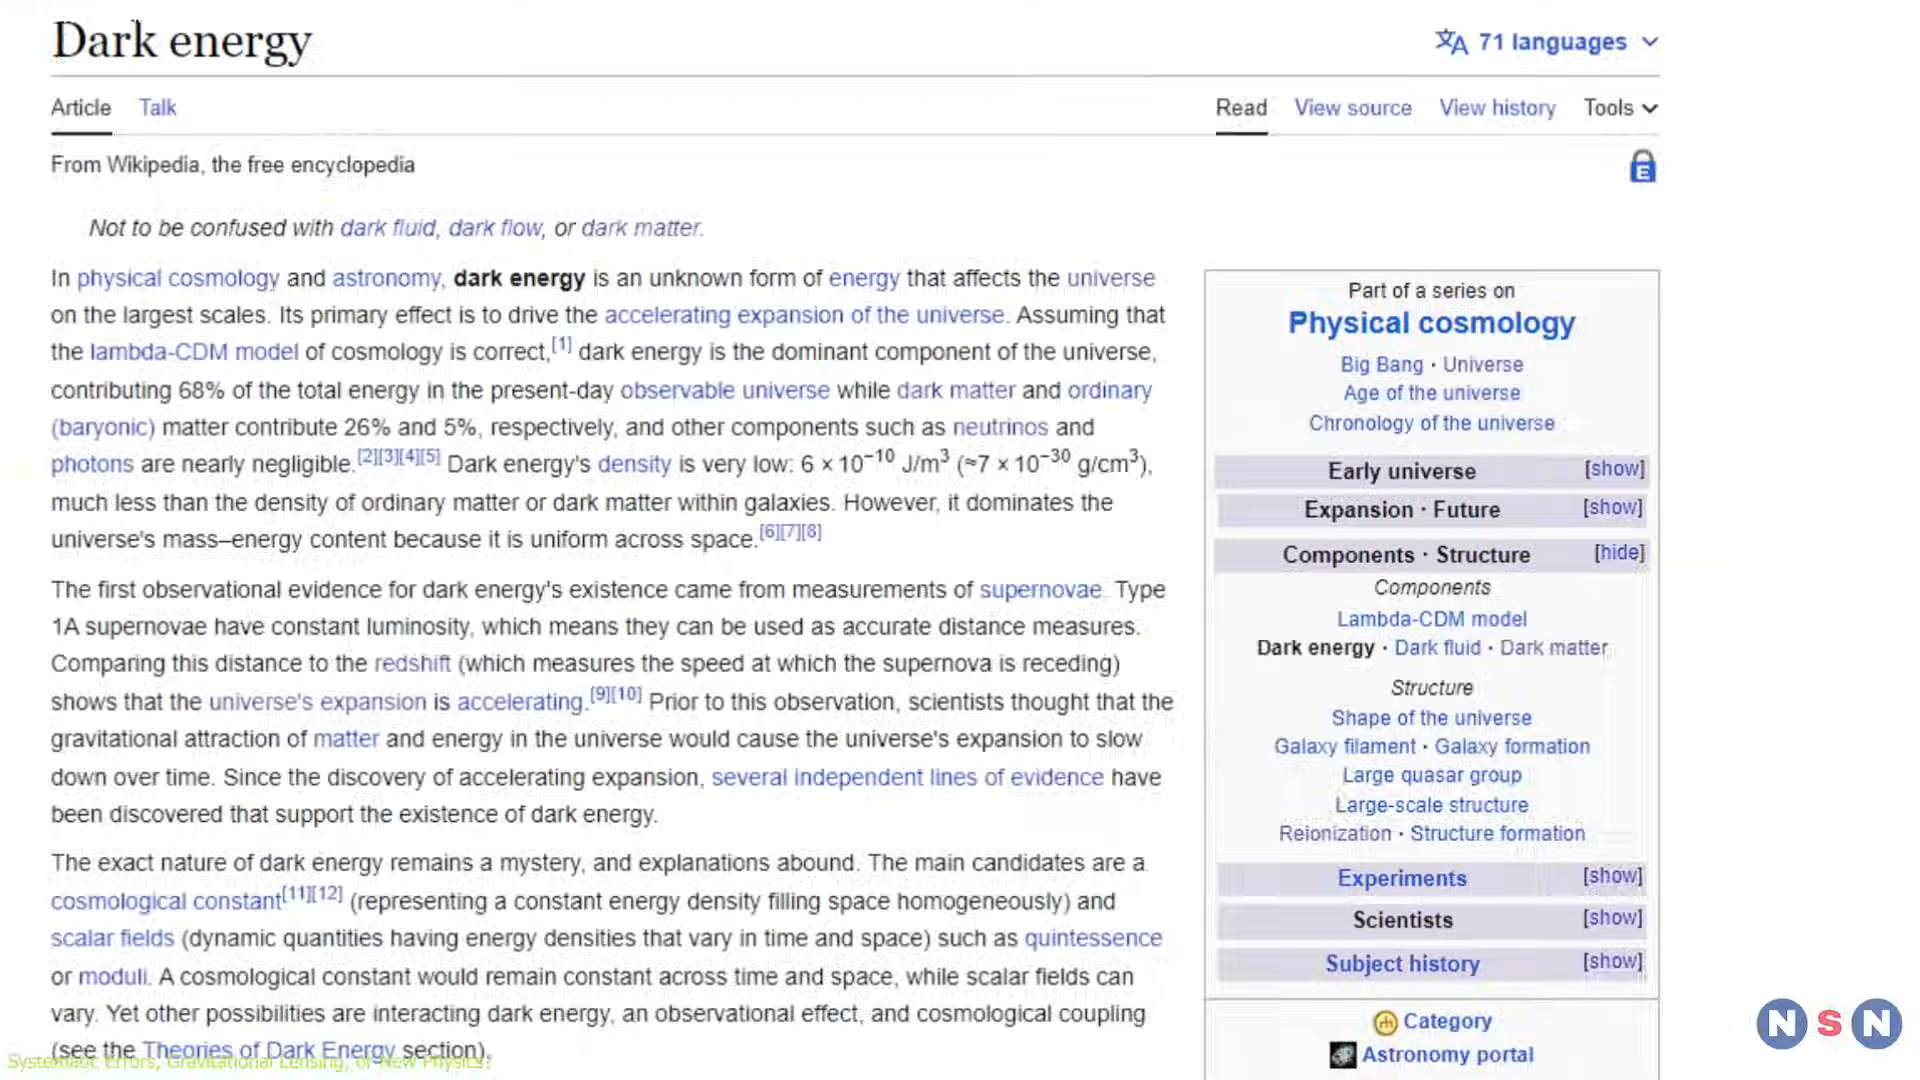 Dark energy
71 languages
Article Talk
Read View source View history Tools
From Wikipedia, the free encyclopedia
E
Not to be confused with dark fluid, dark flow, or dark matter.
In physical cosmology and astronomy, dark energy is an unknown form of energy that affects the universe
on the largest scales. Its primary effect is to drive the accelerating expansion of the universe. Assuming that
the lambda-CDM model of cosmology is correct,[1] dark energy is the dominant component of the universe,
contributing 68% of the total energy in the present-day observable universe while dark matter and ordinary
(baryonic) matter contribute 26% and 5%, respectively, and other components such as neutrinos and
photons are nearly negligible.[2][3][4][5] Dark energy's density is very low: 6 × 10−10 J/m3 (≈7 × 10−30 g/cm3),
much less than the density of ordinary matter or dark matter within galaxies. However, it dominates the
universe's mass–energy content because it is uniform across space.[6][7][8]
The first observational evidence for dark energy's existence came from measurements of supernovae. Type
1A supernovae have constant luminosity, which means they can be used as accurate distance measures.
Comparing this distance to the redshift (which measures the speed at which the supernova is receding)
shows that the universe's expansion is accelerating.[9][10] Prior to this observation, scientists thought that the
gravitational attraction of matter and energy in the universe would cause the universe's expansion to slow
down over time. Since the discovery of accelerating expansion, several independent lines of evidence have
been discovered that support the existence of dark energy.
The exact nature of dark energy remains a mystery, and explanations abound. The main candidates are a
cosmological constant[11][12] (representing a constant energy density filling space homogeneously) and
scalar fields (dynamic quantities having energy densities that vary in time and space) such as quintessence
or moduli. A cosmological constant would remain constant across time and space, while scalar fields can
vary. Yet other possibilities are interacting dark energy, an observational effect, and cosmological coupling
(see the Theories of Dark Energy section).
Systematic Errors, Gravitational Lensing, or New Physics?
Part of a series on
Physical cosmology
Big Bang · Universe
Age of the universe
Chronology of the universe
Early universe [show]
Expansion · Future [show]
Components · Structure [hide]
Components
Lambda-CDM model
Dark energy · Dark fluid · Dark matter
Structure
Shape of the universe
Galaxy filament · Galaxy formation
Large quasar group
Large-scale structure
Reionization · Structure formation
Experiments [show]
Scientists [show]
Subject history [show]
Category
Astronomy portal
N S N